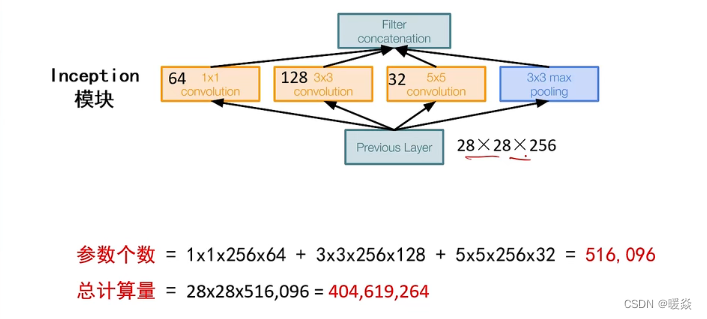 Filter
concatenation
Inception
模块
64 1x1
convolution
128 3x3
convolution
32 5x5
convolution
3x3 max
pooling
Previous Layer
28×28×256
参数个数 = 1x1x256x64 + 3x3x256x128 + 5x5x256x32 = 516,096
总计算量 = 28x28x516,096 = 404,619,264
CSDN @暖焱